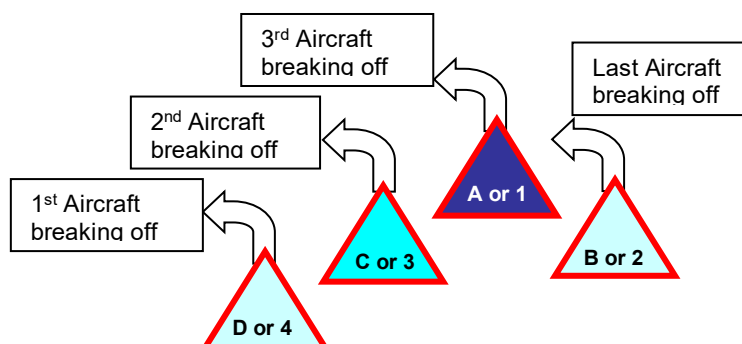 3rd Aircraft
breaking off
Last Aircraft
breaking off
2nd Aircraft
breaking off
1st Aircraft
breaking off
A or 1
C or 3
B or 2
D or 4